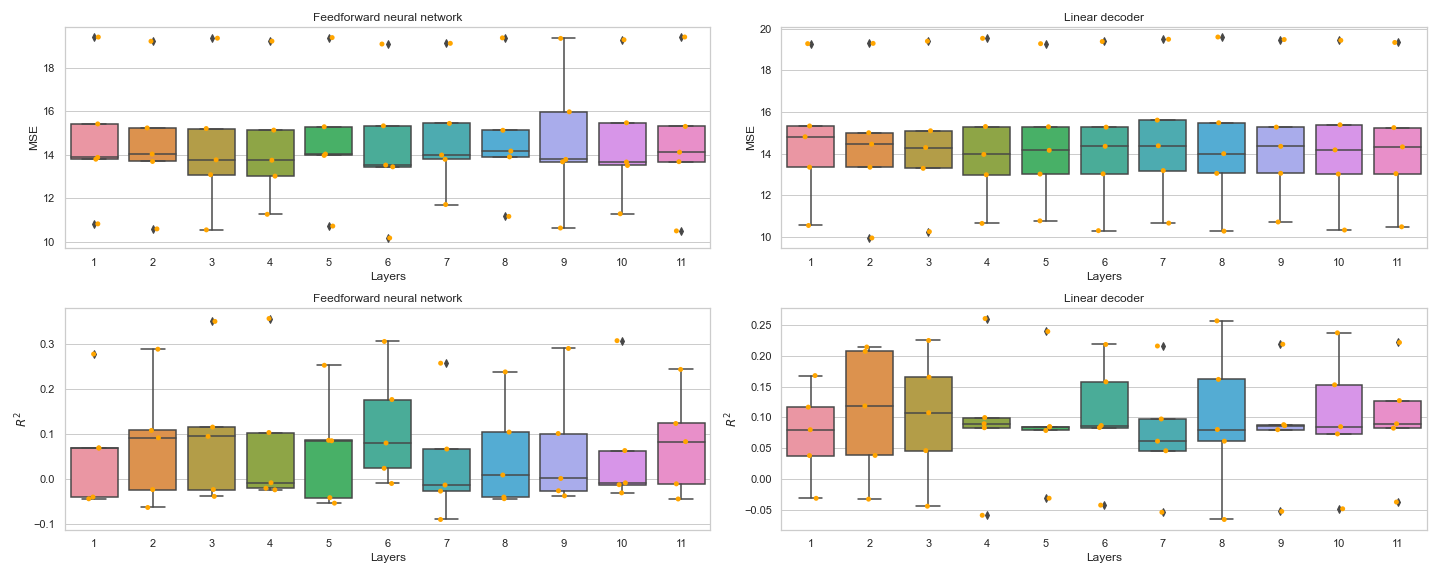 Feedforward neural network
MSE
18
16
14
12
10
1 2 3 4 5 6 7 8 9 10 11
Layers
Linear decoder
MSE
20
18
16
14
12
10
1 2 3 4 5 6 7 8 9 10 11
Layers
Feedforward neural network
R²
0.3
0.2
0.1
0.0
−0.1
1 2 3 4 5 6 7 8 9 10 11
Layers
Linear decoder
R²
0.25
0.20
0.15
0.10
0.05
0.00
−0.05
1 2 3 4 5 6 7 8 9 10 11
Layers